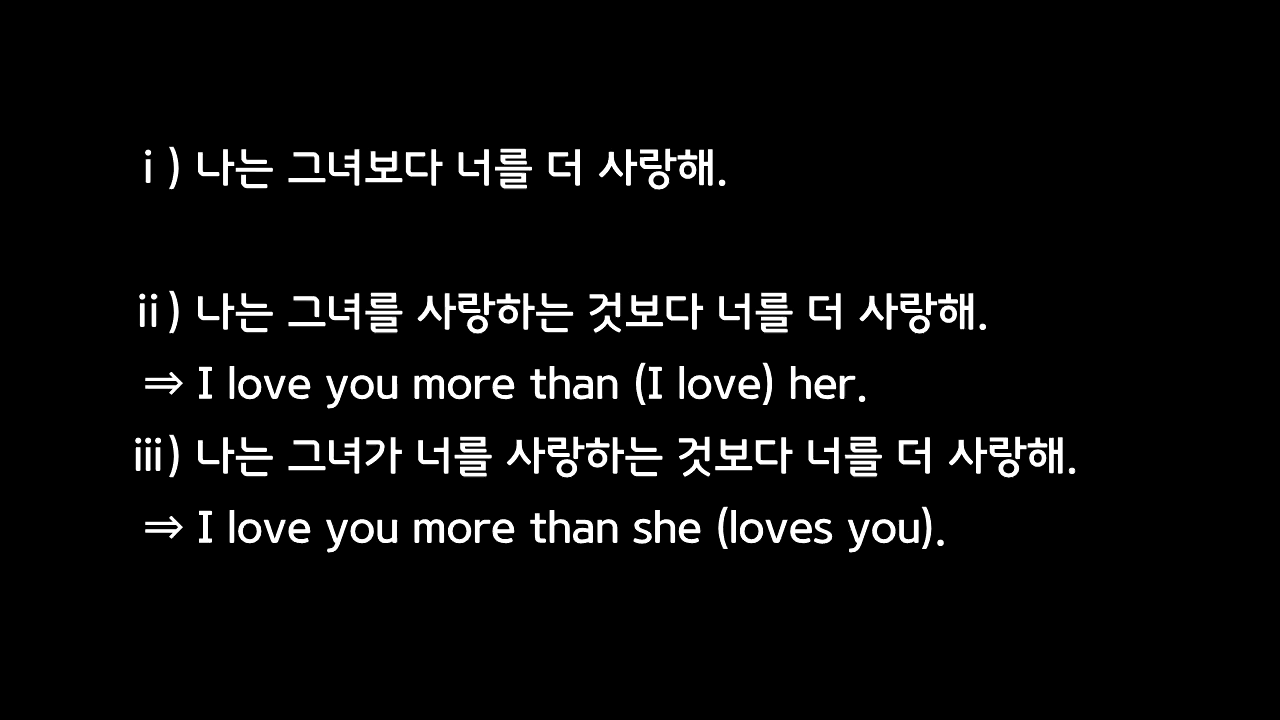 ⅰ) 나는 그녀보다 너를 더 사랑해.
ⅱ) 나는 그녀를 사랑하는 것보다 너를 더 사랑해.
⇒ I love you more than (I love) her.
ⅲ) 나는 그녀가 너를 사랑하는 것보다 너를 더 사랑해.
⇒ I love you more than she (loves you).